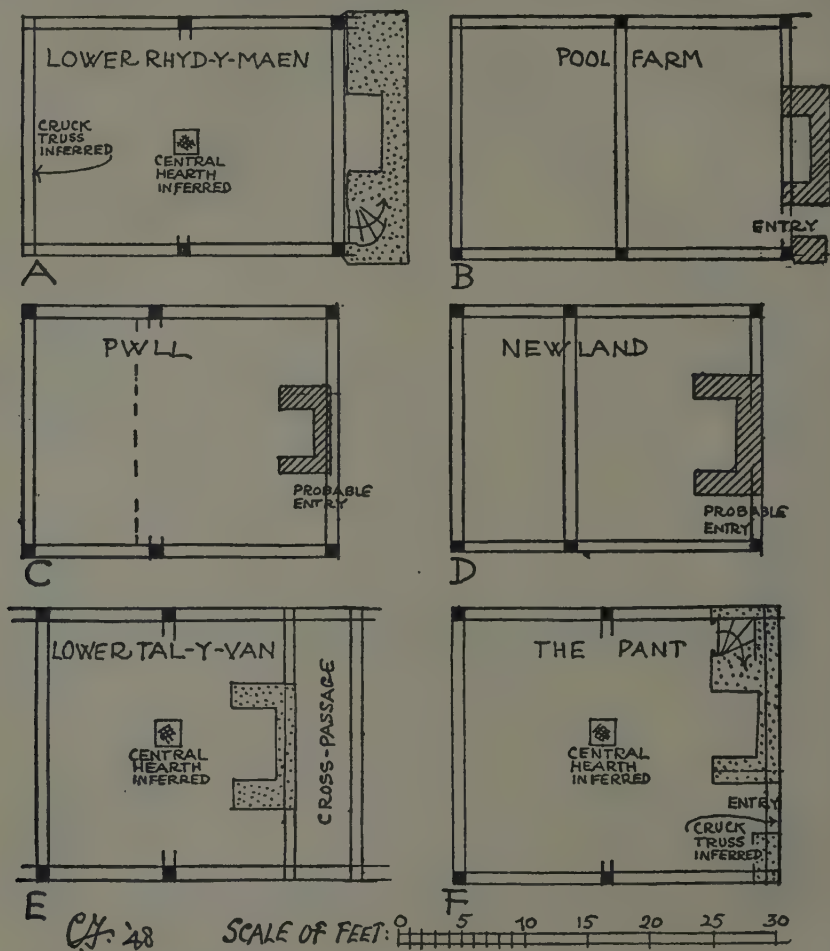 LOWER RHYD-Y-MAEN
CRUCK
TRUSS
INFERRED
CENTRAL
HEARTH
INFERRED
A
POOL FARM
ENTRY
B
PWLL
PROBABLE
ENTRY
C
NEWLAND
PROBABLE
ENTRY
D
LOWER TAL-Y-VAN
CENTRAL
HEARTH
INFERRED
CROSS-PASSAGE
E
THE PANT
CENTRAL
HEARTH
INFERRED
ENTRY
CRUCK
TRUSS
INFERRED
F
'48
SCALE OF FEET: 0 5 10 15 20 25 30